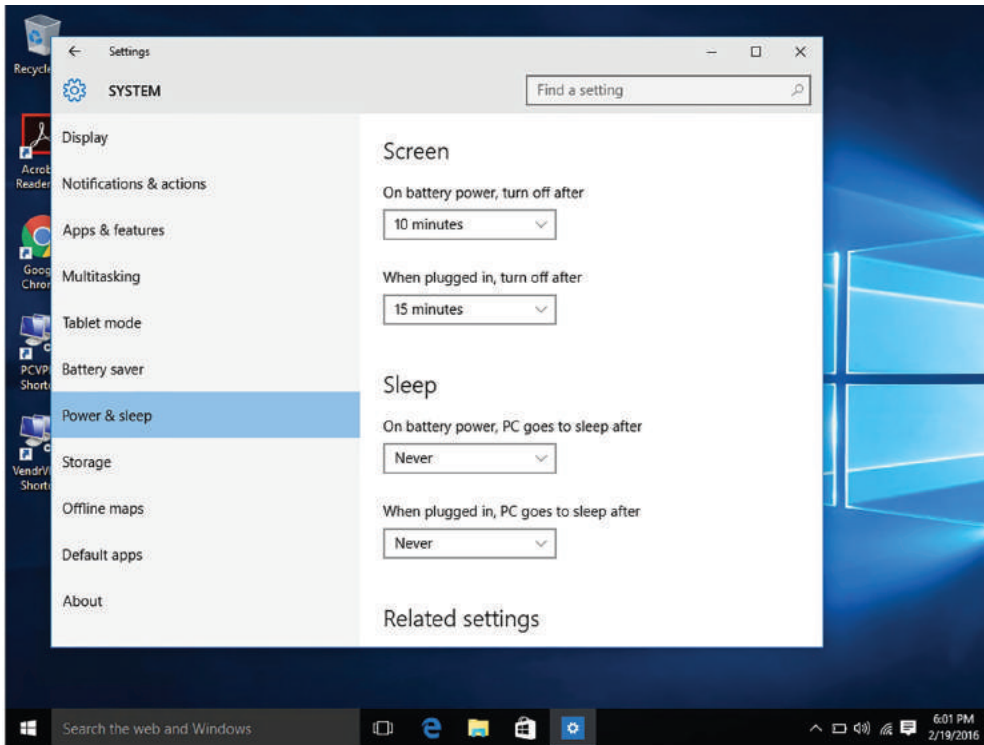 Recycle
Acrob
Reader
Goog
Chror
PCVP
Shorto
VendrVI
Shorto
Settings
SYSTEM
Find a setting
Display
Notifications & actions
Apps & features
Multitasking
Tablet mode
Battery saver
Power & sleep
Storage
Offline maps
Default apps
About
Screen
On battery power, turn off after
10 minutes
When plugged in, turn off after
15 minutes
Sleep
On battery power, PC goes to sleep after
Never
When plugged in, PC goes to sleep after
Never
Related settings
Search the web and Windows
6:01 PM
2/19/2016